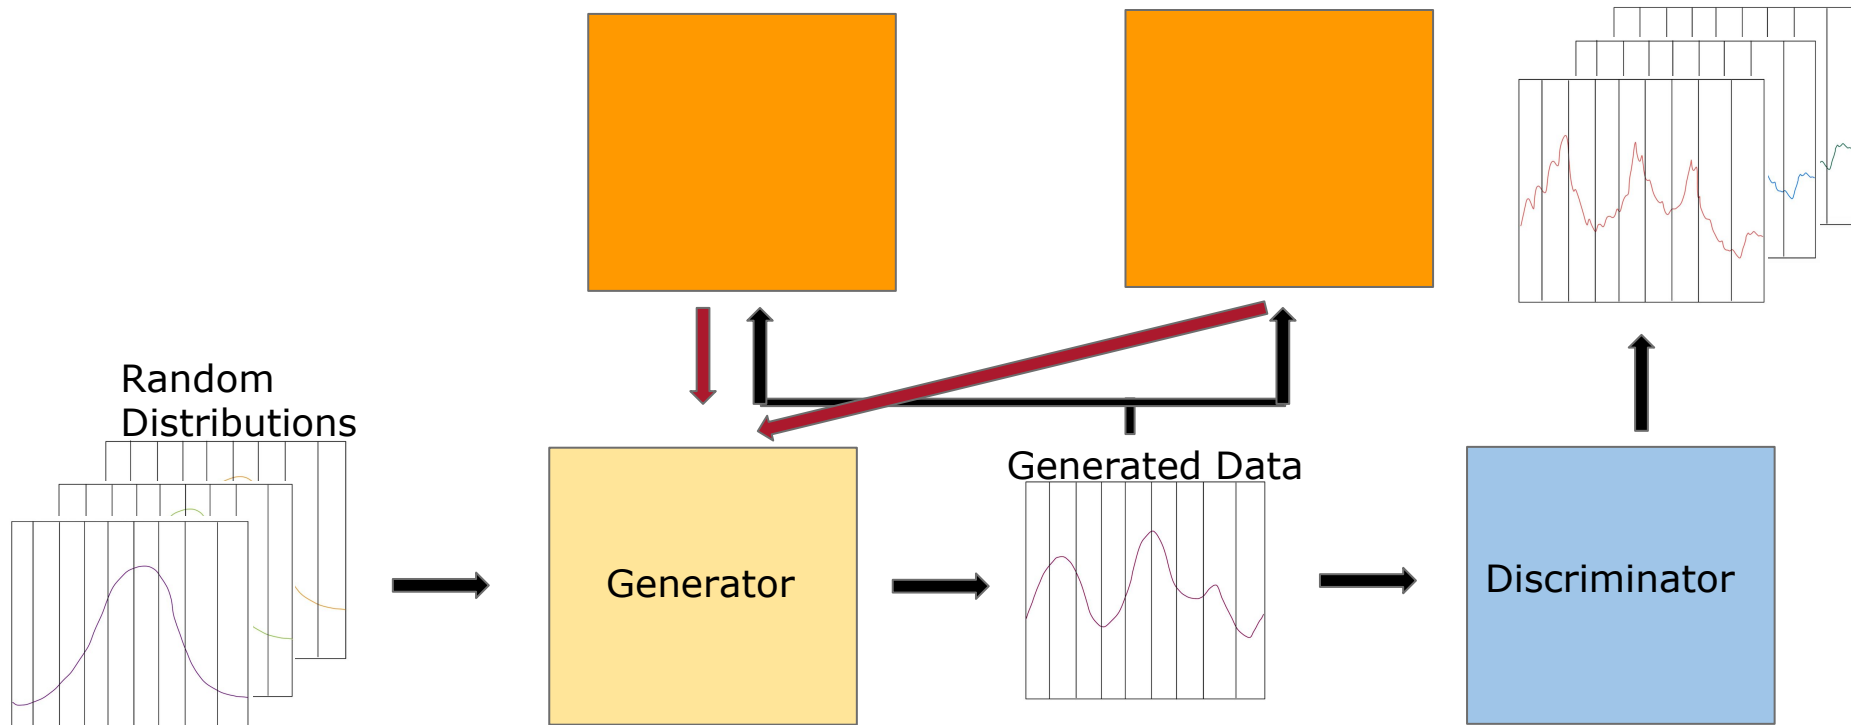 Random
Distributions
Generated Data
Generator
Discriminator